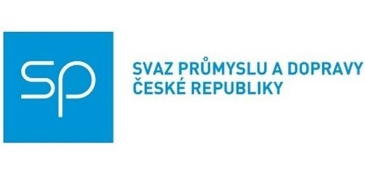 sp
SVAZ PRŮMYSLU A DOPRAVY
ČESKÉ REPUBLIKY